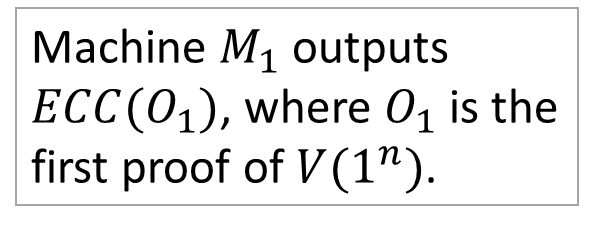 Machine M₁ outputs
ECC(O₁), where O₁ is the
first proof of V(1ⁿ).